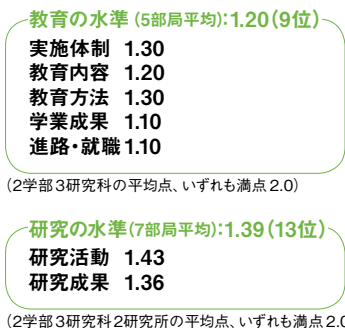 教育の水準(5部局平均):1.20(9位)
実施体制 1.30
教育内容 1.20
教育方法 1.30
学業成果 1.10
進路・就職 1.10
(2学部3研究科の平均点、いずれも満点2.0)
研究の水準(7部局平均):1.39(13位)
研究活動 1.43
研究成果 1.36
(2学部3研究科2研究所の平均点、いずれも満点2.0